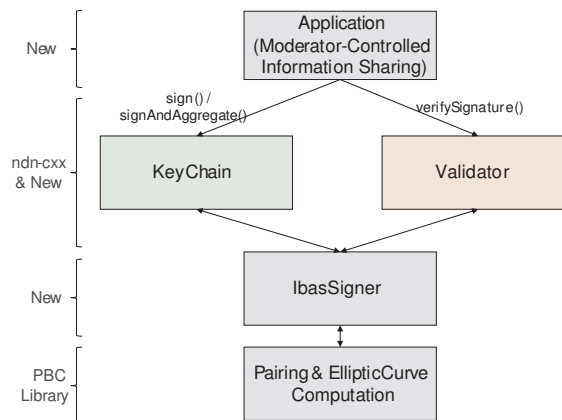 New
Application
(Moderator-Controlled
Information Sharing)
sign() /
signAndAggregate()
verifySignature()
ndn-cxx
& New
KeyChain
Validator
New
IbasSigner
PBC
Library
Pairing & EllipticCurve
Computation